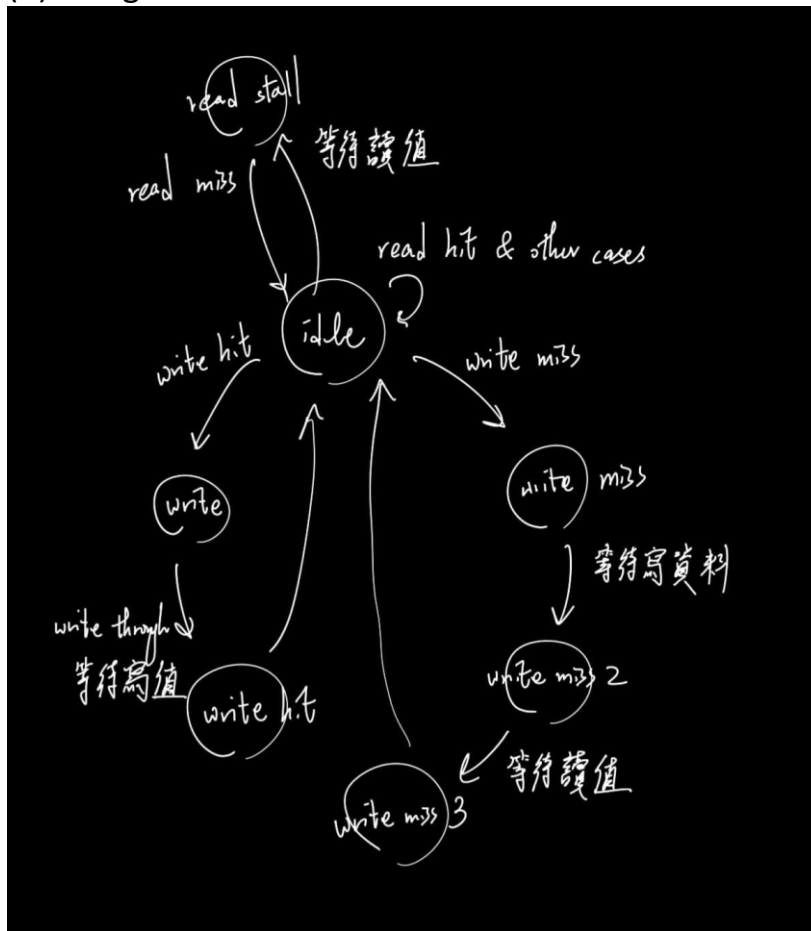 read stall
等待讀值
read miss
read hit & other cases
idle
write hit
write miss
write
write miss
等待寫資料
write through
等待寫值
write miss 2
write hit
等待讀值
write miss 3